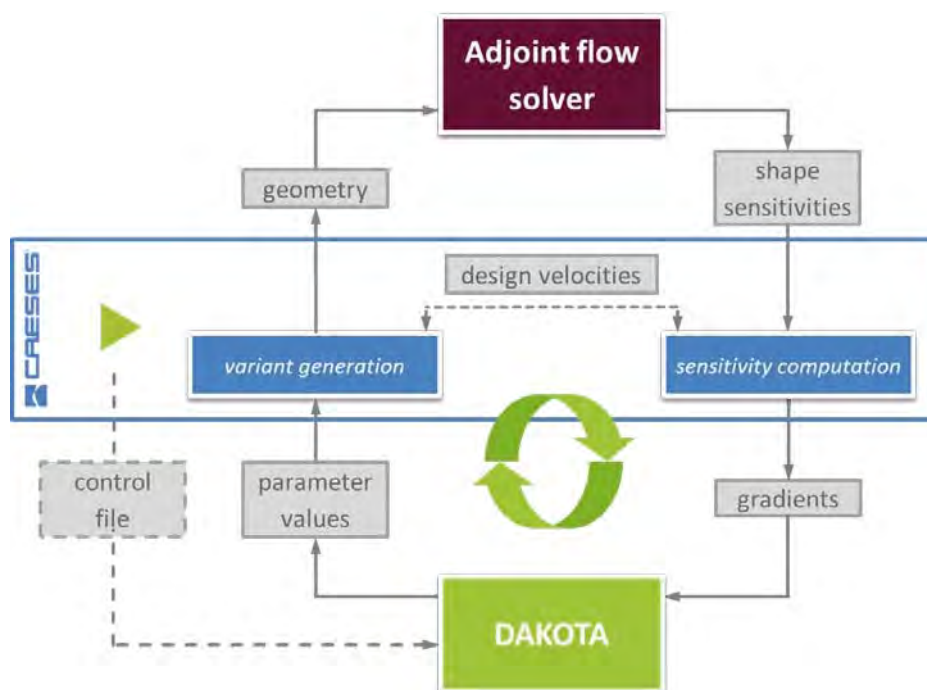 Adjoint flow
solver
geometry
shape
sensitivities
CAESES
design velocities
variant generation
sensitivity computation
control
file
parameter
values
gradients
DAKOTA